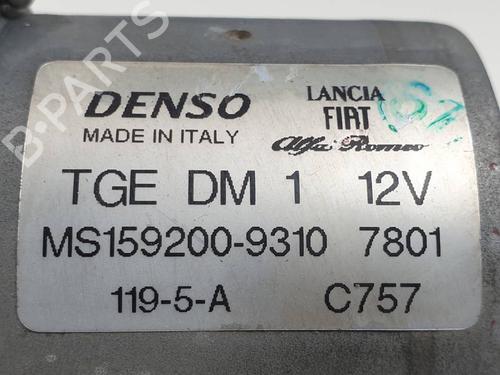 DENSO
MADE IN ITALY
LANCIA
FIAT
Alfa Romeo
TGE DM 1 12V
MS159200-9310 7801
119-5-A C757
B-PARTS